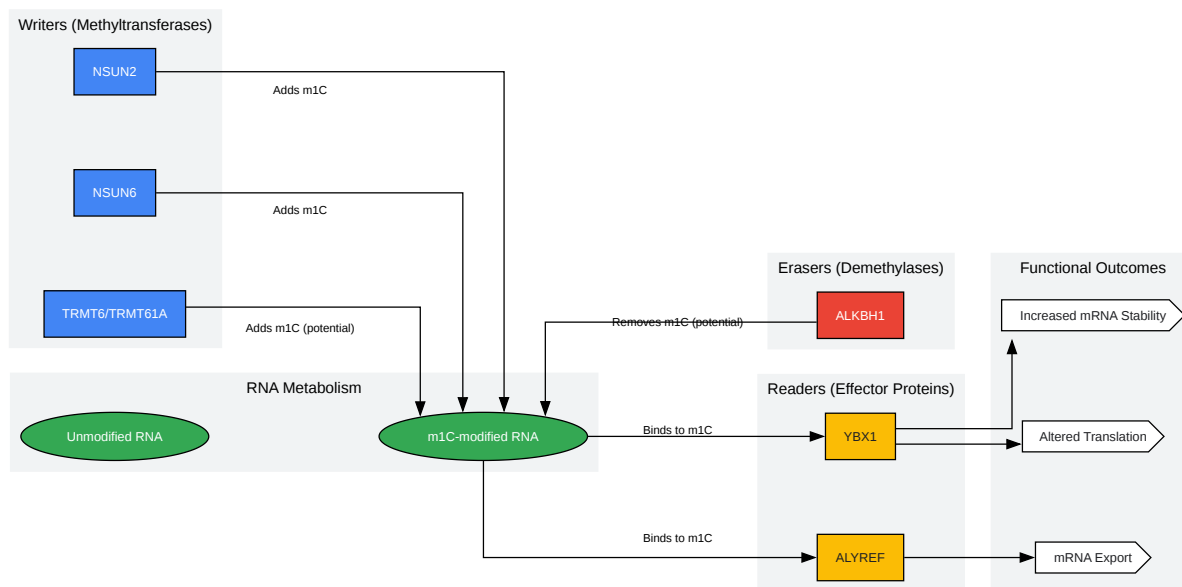 Writers (Methyltransferases)
NSUN2
Adds m1C
NSUN6
Adds m1C
TRMT6/TRMT61A
Adds m1C (potential)
Erasers (Demethylases)
ALKBH1
Removes m1C (potential)
Functional Outcomes
Increased mRNA Stability
RNA Metabolism
Unmodified RNA
m1C-modified RNA
Readers (Effector Proteins)
Binds to m1C
YBX1
Altered Translation
Binds to m1C
ALYREF
mRNA Export